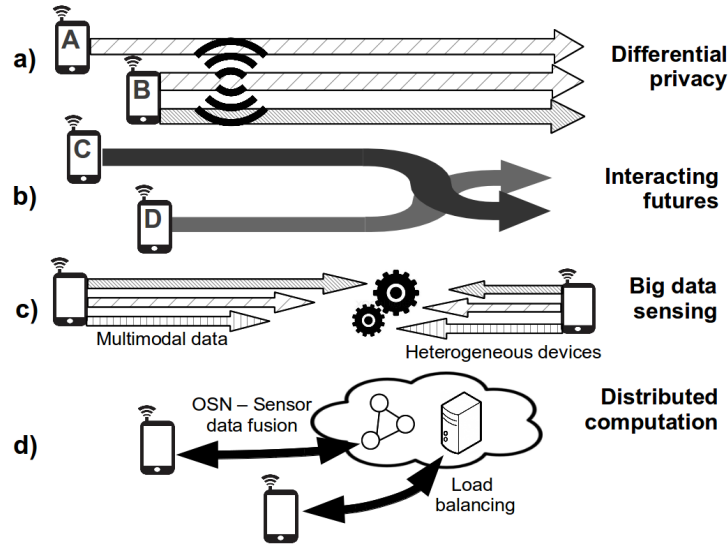 a)
A
B
Differential
privacy
b)
C
D
Interacting
futures
c)
Multimodal data
Heterogeneous devices
Big data
sensing
d)
OSN – Sensor
data fusion
Load
balancing
Distributed
computation